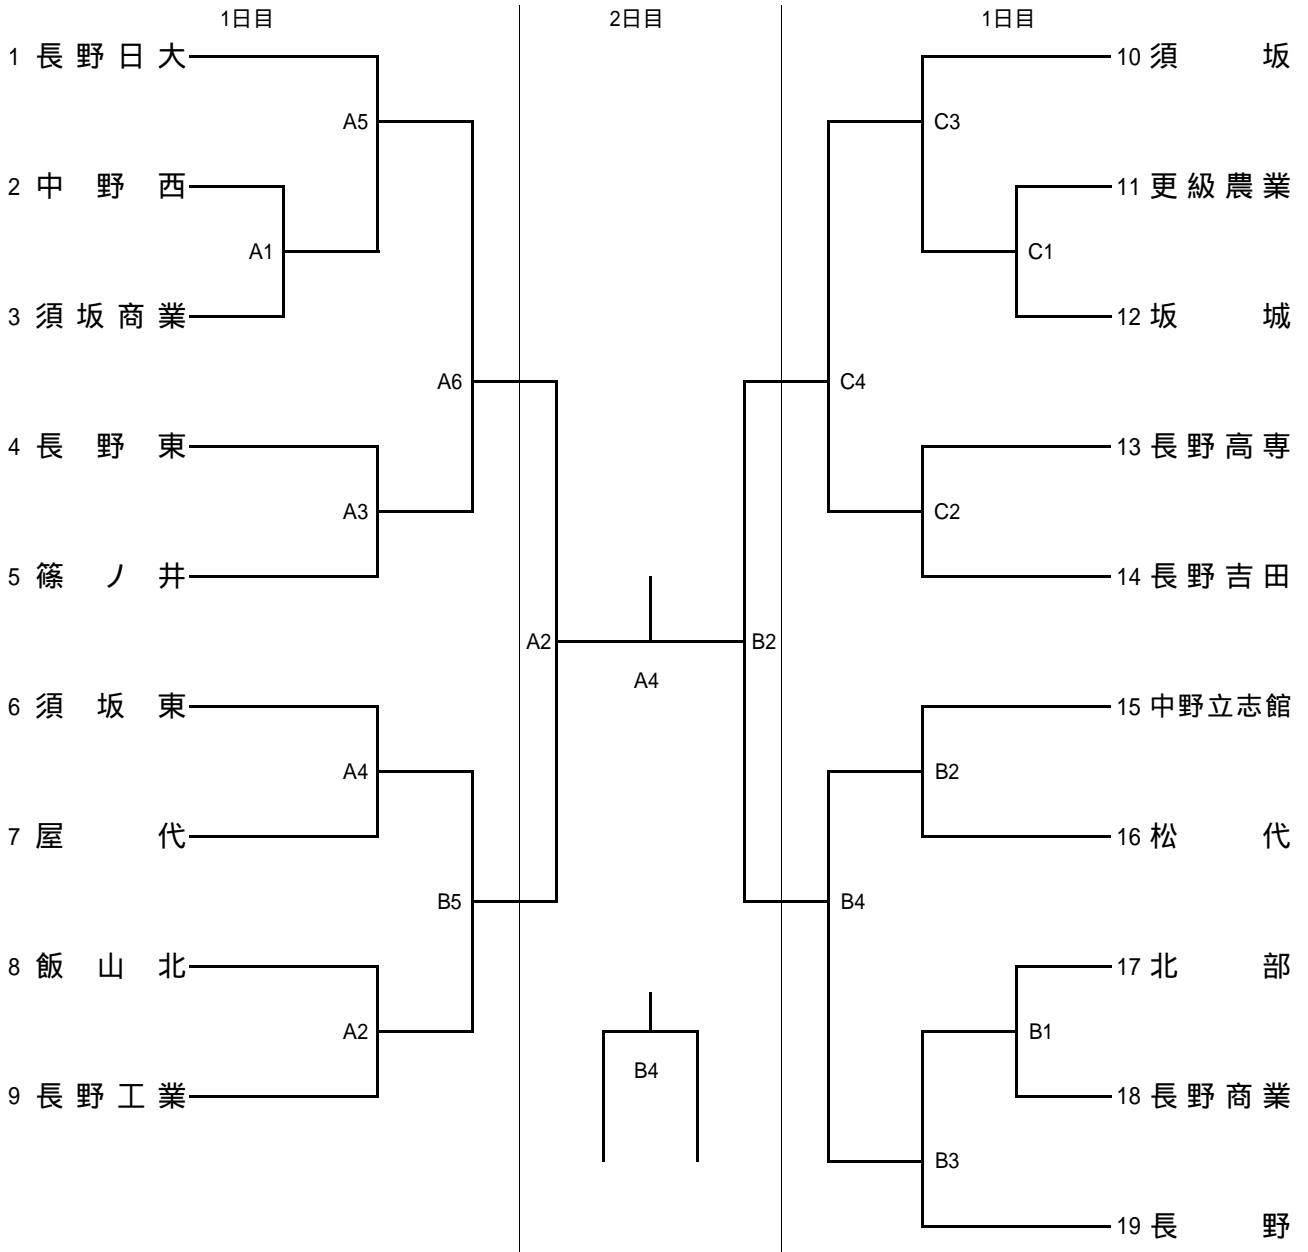 1日目
2日目
1日目
1 長野日大
A5
2 中野西
A1
3 須坂商業
A6
4 長野東
A3
5 篠ノ井
A2
6 須坂東
A4
7 屋代
B5
8 飯山北
A2
9 長野工業
A4
B4
10 須坂
C3
11 更級農業
C1
12 坂城
C4
13 長野高専
C2
14 長野吉田
B2
15 中野立志館
B2
16 松代
B4
17 北部
B1
18 長野商業
B3
19 長野